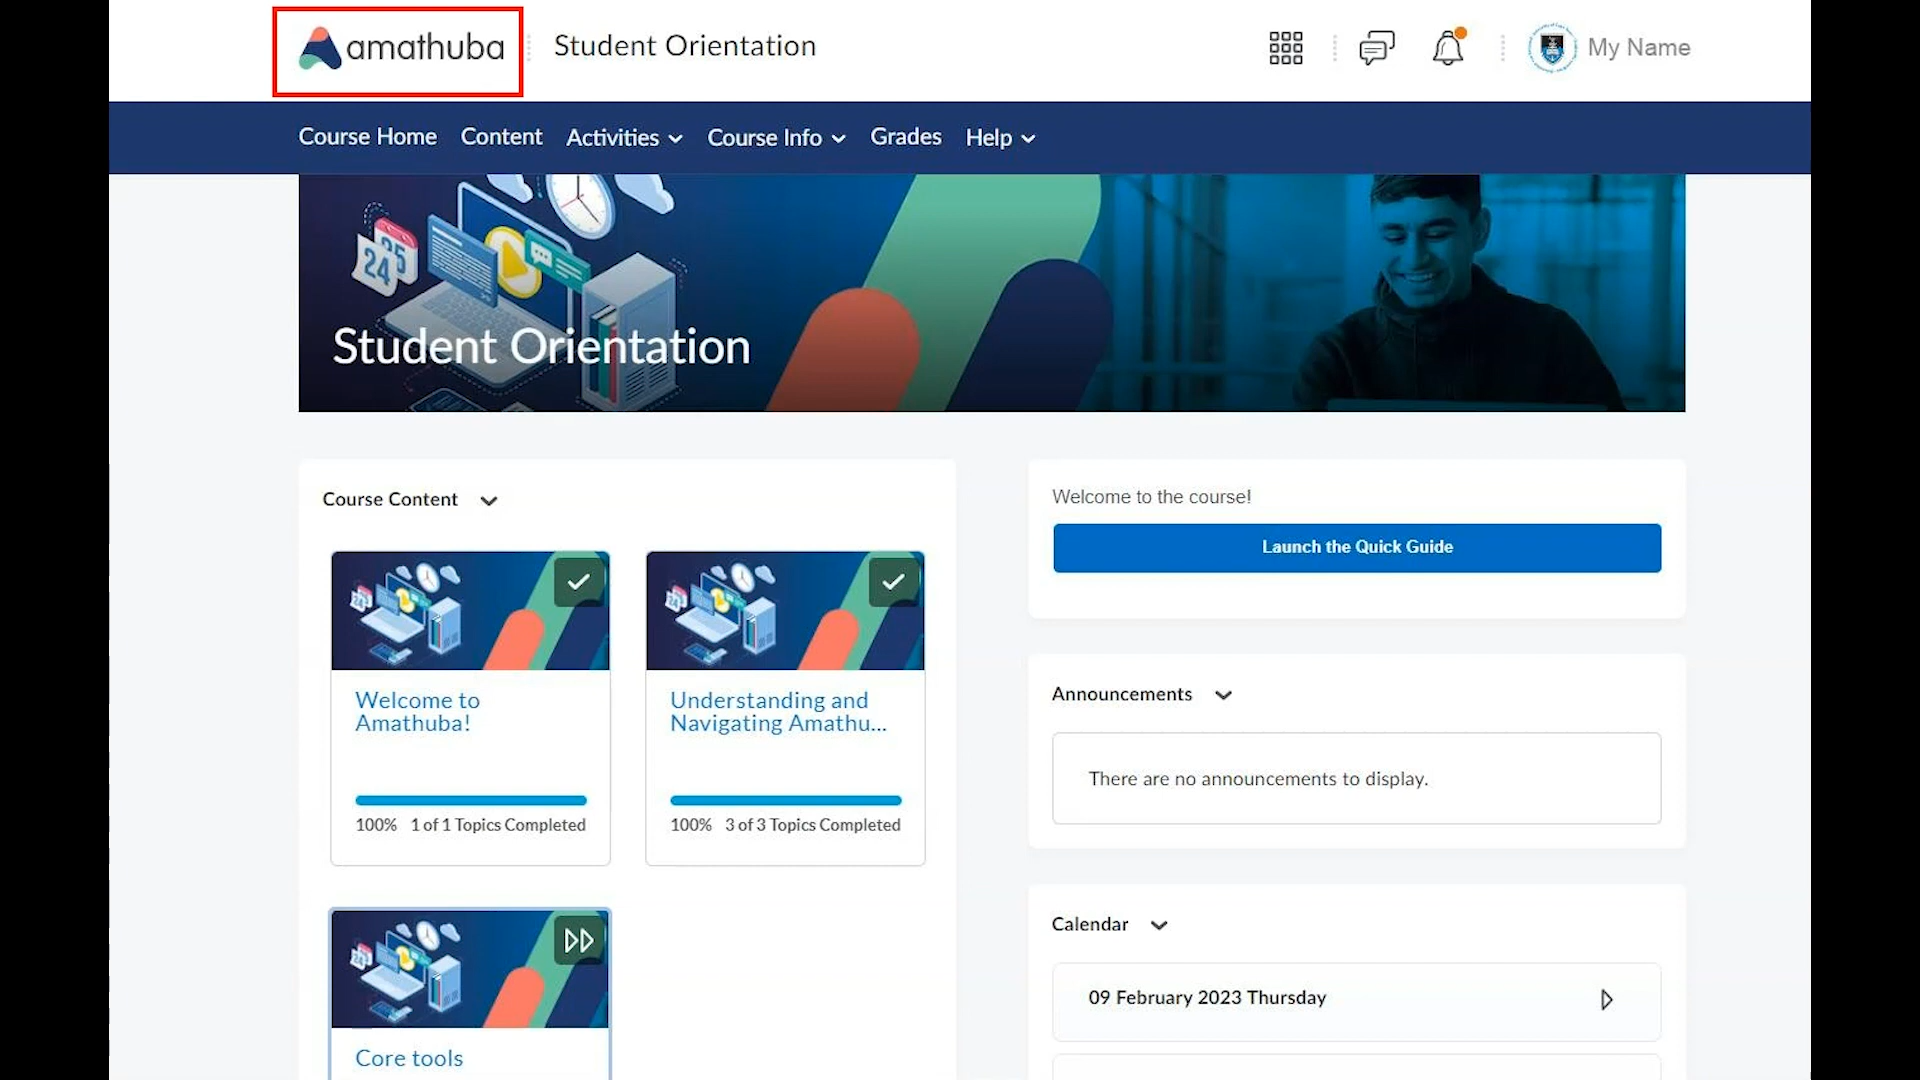 amathuba
Student Orientation
My Name
Course Home
Content
Activities
Course Info
Grades
Help
24
25
Student Orientation
Course Content
Welcome to
Amathuba!
100% 1 of 1 Topics Completed
Understanding and
Navigating Amathu...
100% 3 of 3 Topics Completed
Core tools
Welcome to the course!
Launch the Quick Guide
Announcements
There are no announcements to display.
Calendar
09 February 2023 Thursday